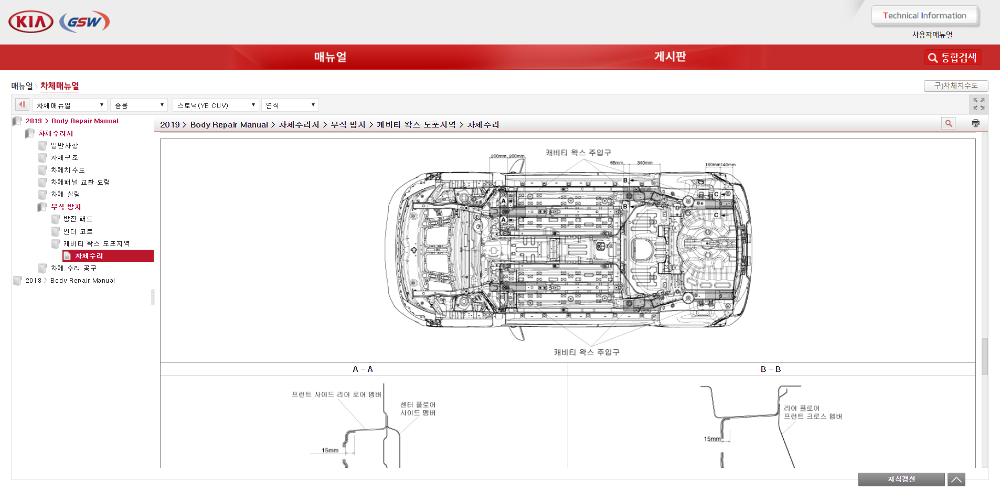 KIA GSW
Technical Information
사용자매뉴얼
매뉴얼
게시판
통합검색
매뉴얼 > 차체매뉴얼
구)차체치수도
차체매뉴얼
승용
스토닉(YB CUV)
연식
2019 > Body Repair Manual
차체수리서
일반사항
차체구조
차체치수도
차체패널 교환 요령
차체 실링
부식 방지
방진 패드
언더 코트
캐비티 왁스 도포지역
차체수리
차체 수리 공구
2018 > Body Repair Manual
2019 > Body Repair Manual > 차체수리서 > 부식 방지 > 캐비티 왁스 도포지역 > 차체수리
캐비티 왁스 주입구
200mm 200mm
65mm 340mm
160mm 140mm
B
A
C
B
A
C
캐비티 왁스 주입구
A - A
B - B
프런트 사이드 리어 로어 멤버
센터 플로어
사이드 멤버
15mm
리어 플로어
프런트 크로스 멤버
15mm
지식갱신